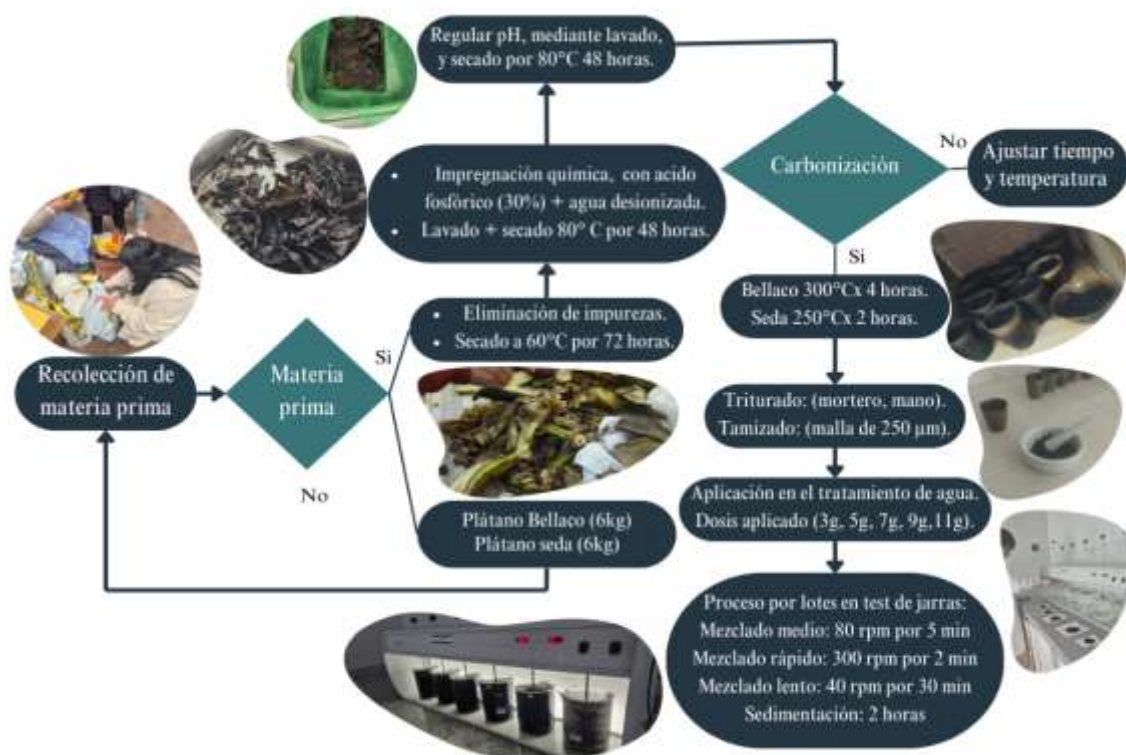 Recolección de
materia prima
Materia
prima
Si
No
Eliminación de impurezas.
Secado a 60°C por 72 horas.
Plátano Bellaco (6kg)
Plátano seda (6kg)
Impregnación química, con acido
fosfórico (30%) + agua desionizada.
Lavado + secado 80° C por 48 horas.
Regular pH, mediante lavado,
y secado por 80°C 48 horas.
Carbonización
No
Ajustar tiempo
y temperatura
Si
Bellaco 300°Cx 4 horas.
Seda 250°Cx 2 horas.
Triturado: (mortero, mano).
Tamizado: (malla de 250 µm).
Aplicación en el tratamiento de agua.
Dosis aplicado (3g, 5g, 7g, 9g,11g).
Proceso por lotes en test de jarras:
Mezclado medio: 80 rpm por 5 min
Mezclado rápido: 300 rpm por 2 min
Mezclado lento: 40 rpm por 30 min
Sedimentación: 2 horas